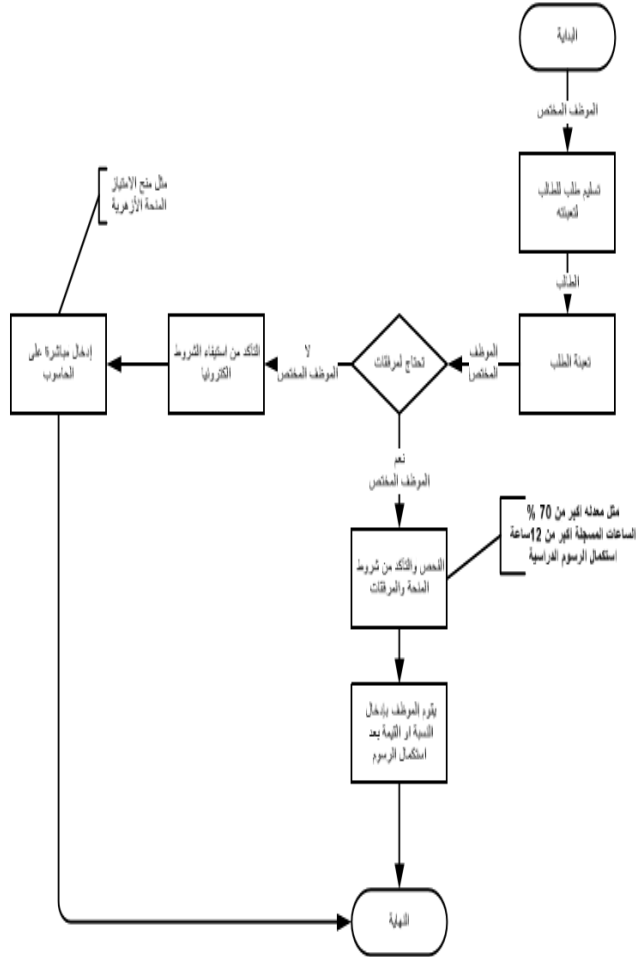 البداية
الموظف المختص
تسليم طلب للطالب
لتعبئته
الطالب
تعبئة الطلب
الموظف
المختص
تحتاج لمرفقات
لا
الموظف المختص
التأكد من استيفاء الشروط
الكترونيا
إدخال مباشرة على
الحاسوب
مثل منح الامتياز
المنحة الأزهرية
نعم
الموظف المختص
الفحص والتأكد من شروط
المنحة والمرفقات
مثل معدله اكبر من 70 %
الساعات المسجلة اكبر من 12ساعة
استكمال الرسوم الدراسية
يقوم الموظف بإدخال
النسبة او القيمة بعد
استكمال الرسوم
النهاية